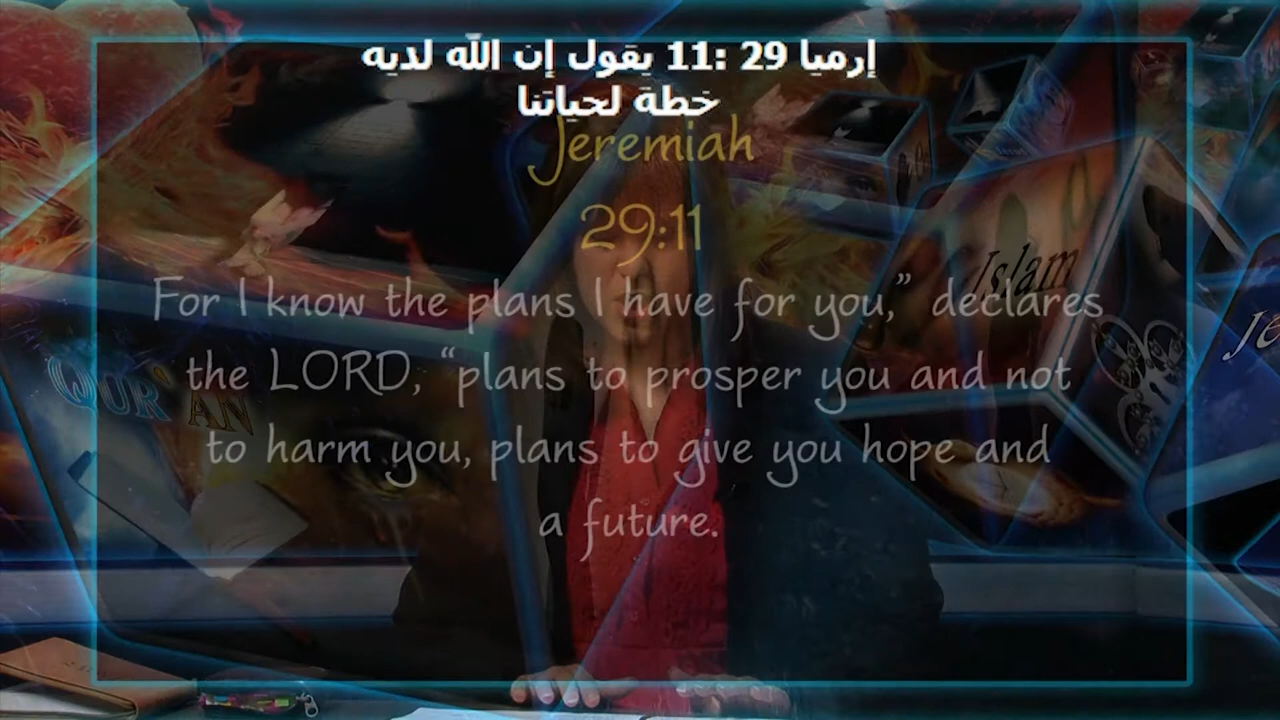 إرميا 29 :11 يقول إن الله لديه
خطة لحياتنا
Jeremiah
29:11
For I know the plans I have for you,” declares
the LORD, “plans to prosper you and not
to harm you, plans to give you hope and
a future.
Islam
QUR'AN
Je